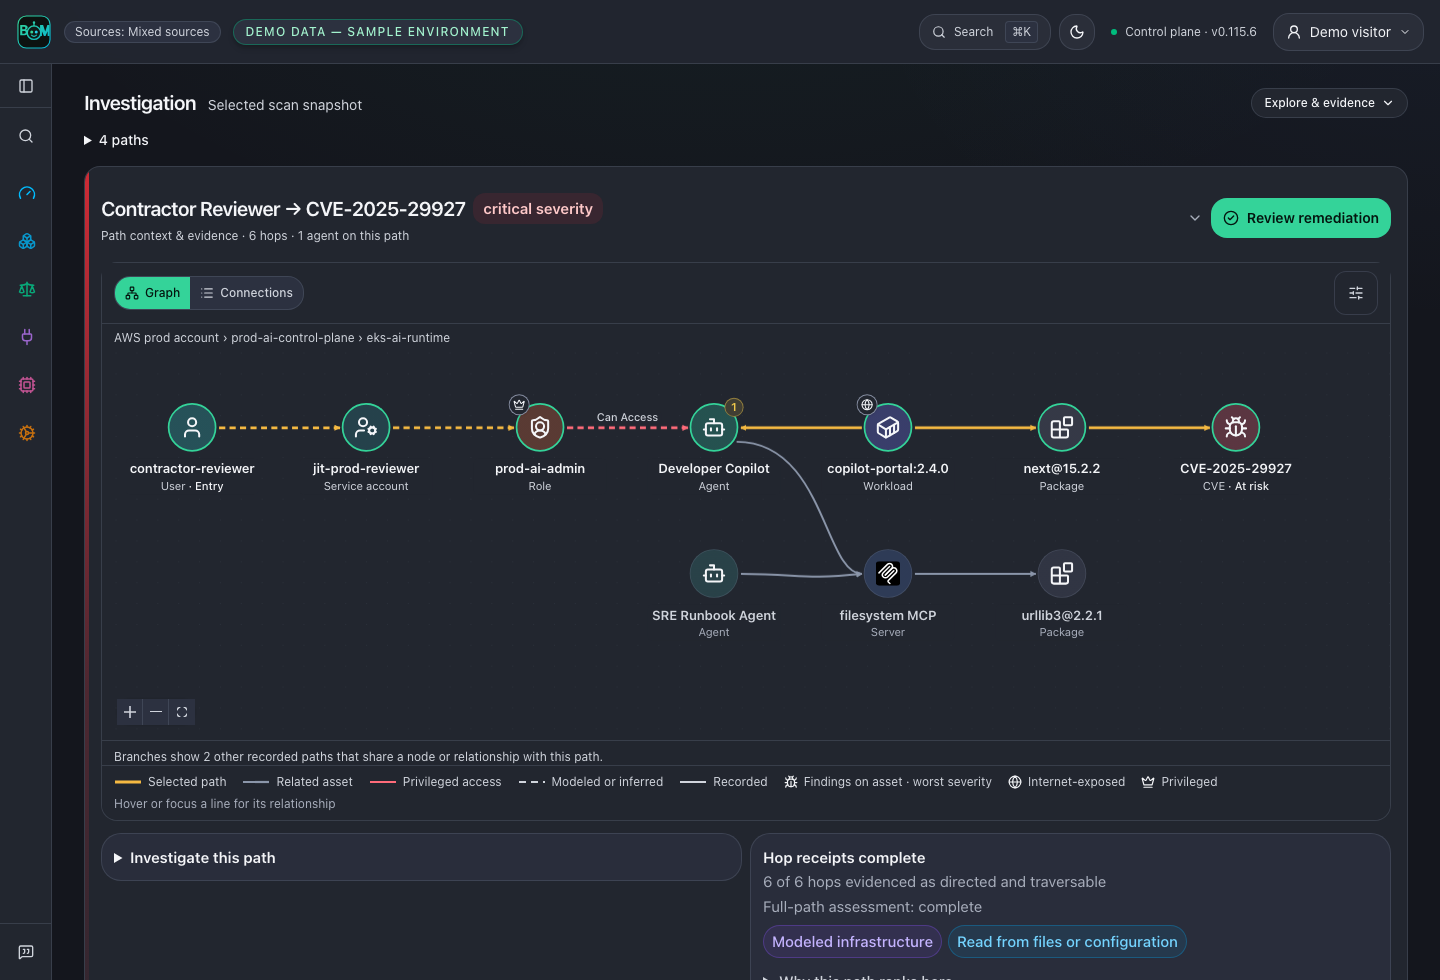 BOM
Sources: Mixed sources
DEMO DATA — SAMPLE ENVIRONMENT
Search
⌘K
Control plane · v0.115.6
Demo visitor
Investigation
Selected scan snapshot
Explore & evidence
4 paths
Contractor Reviewer → CVE-2025-29927
critical severity
Path context & evidence · 6 hops · 1 agent on this path
Review remediation
Graph
Connections
AWS prod account › prod-ai-control-plane › eks-ai-runtime
Can Access
1
contractor-reviewer
User · Entry
jit-prod-reviewer
Service account
prod-ai-admin
Role
Developer Copilot
Agent
copilot-portal:2.4.0
Workload
next@15.2.2
Package
CVE-2025-29927
CVE · At risk
SRE Runbook Agent
Agent
filesystem MCP
Server
urllib3@2.2.1
Package
Branches show 2 other recorded paths that share a node or relationship with this path.
Selected path
Related asset
Privileged access
Modeled or inferred
Recorded
Findings on asset · worst severity
Internet-exposed
Privileged
Hover or focus a line for its relationship
Investigate this path
Hop receipts complete
6 of 6 hops evidenced as directed and traversable
Full-path assessment: complete
Modeled infrastructure
Read from files or configuration
Why this path ranks here